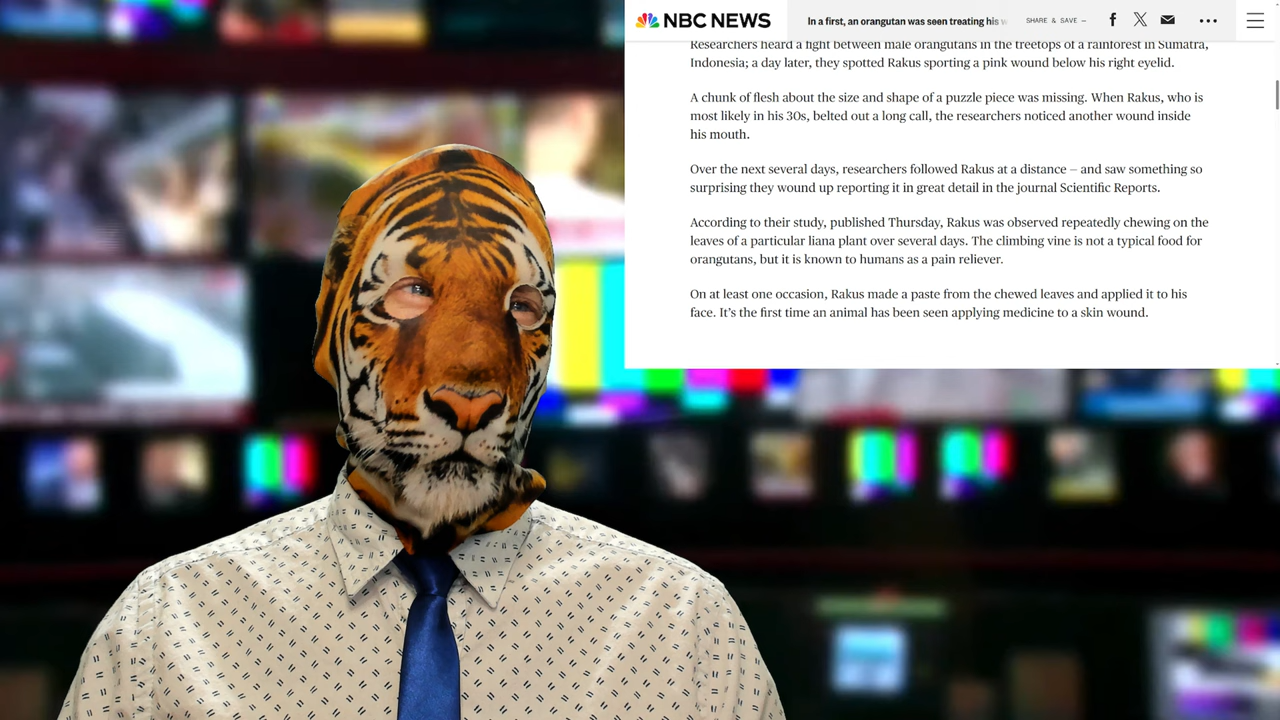 NBC NEWS
In a first, an orangutan was seen treating his w
SHARE & SAVE —
Researchers heard a fight between male orangutans in the treetops of a rainforest in Sumatra,
Indonesia; a day later, they spotted Rakus sporting a pink wound below his right eyelid.
A chunk of flesh about the size and shape of a puzzle piece was missing. When Rakus, who is
most likely in his 30s, belted out a long call, the researchers noticed another wound inside
his mouth.
Over the next several days, researchers followed Rakus at a distance — and saw something so
surprising they wound up reporting it in great detail in the journal Scientific Reports.
According to their study, published Thursday, Rakus was observed repeatedly chewing on the
leaves of a particular liana plant over several days. The climbing vine is not a typical food for
orangutans, but it is known to humans as a pain reliever.
On at least one occasion, Rakus made a paste from the chewed leaves and applied it to his
face. It’s the first time an animal has been seen applying medicine to a skin wound.